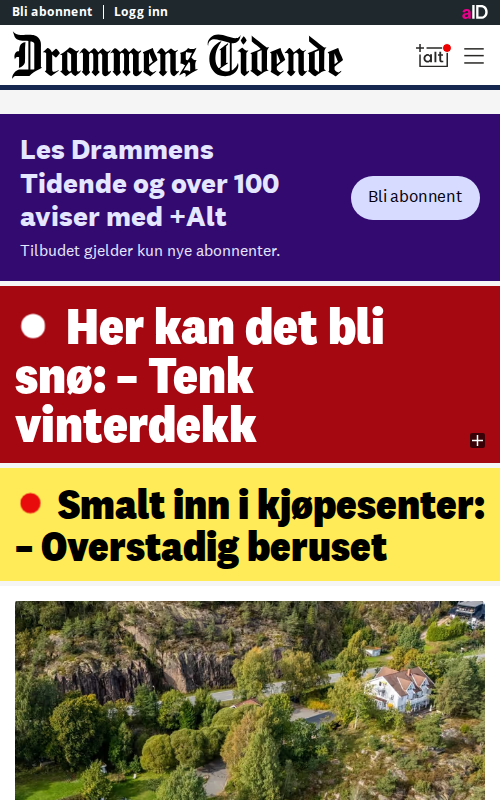 Bli abonnent | Logg inn
aID
Drammens Tidende
+alt
Les Drammens
Tidende og over 100
aviser med +Alt
Bli abonnent
Tilbudet gjelder kun nye abonnenter.
Her kan det bli
snø: – Tenk
vinterdekk
Smalt inn i kjøpesenter:
– Overstadig beruset